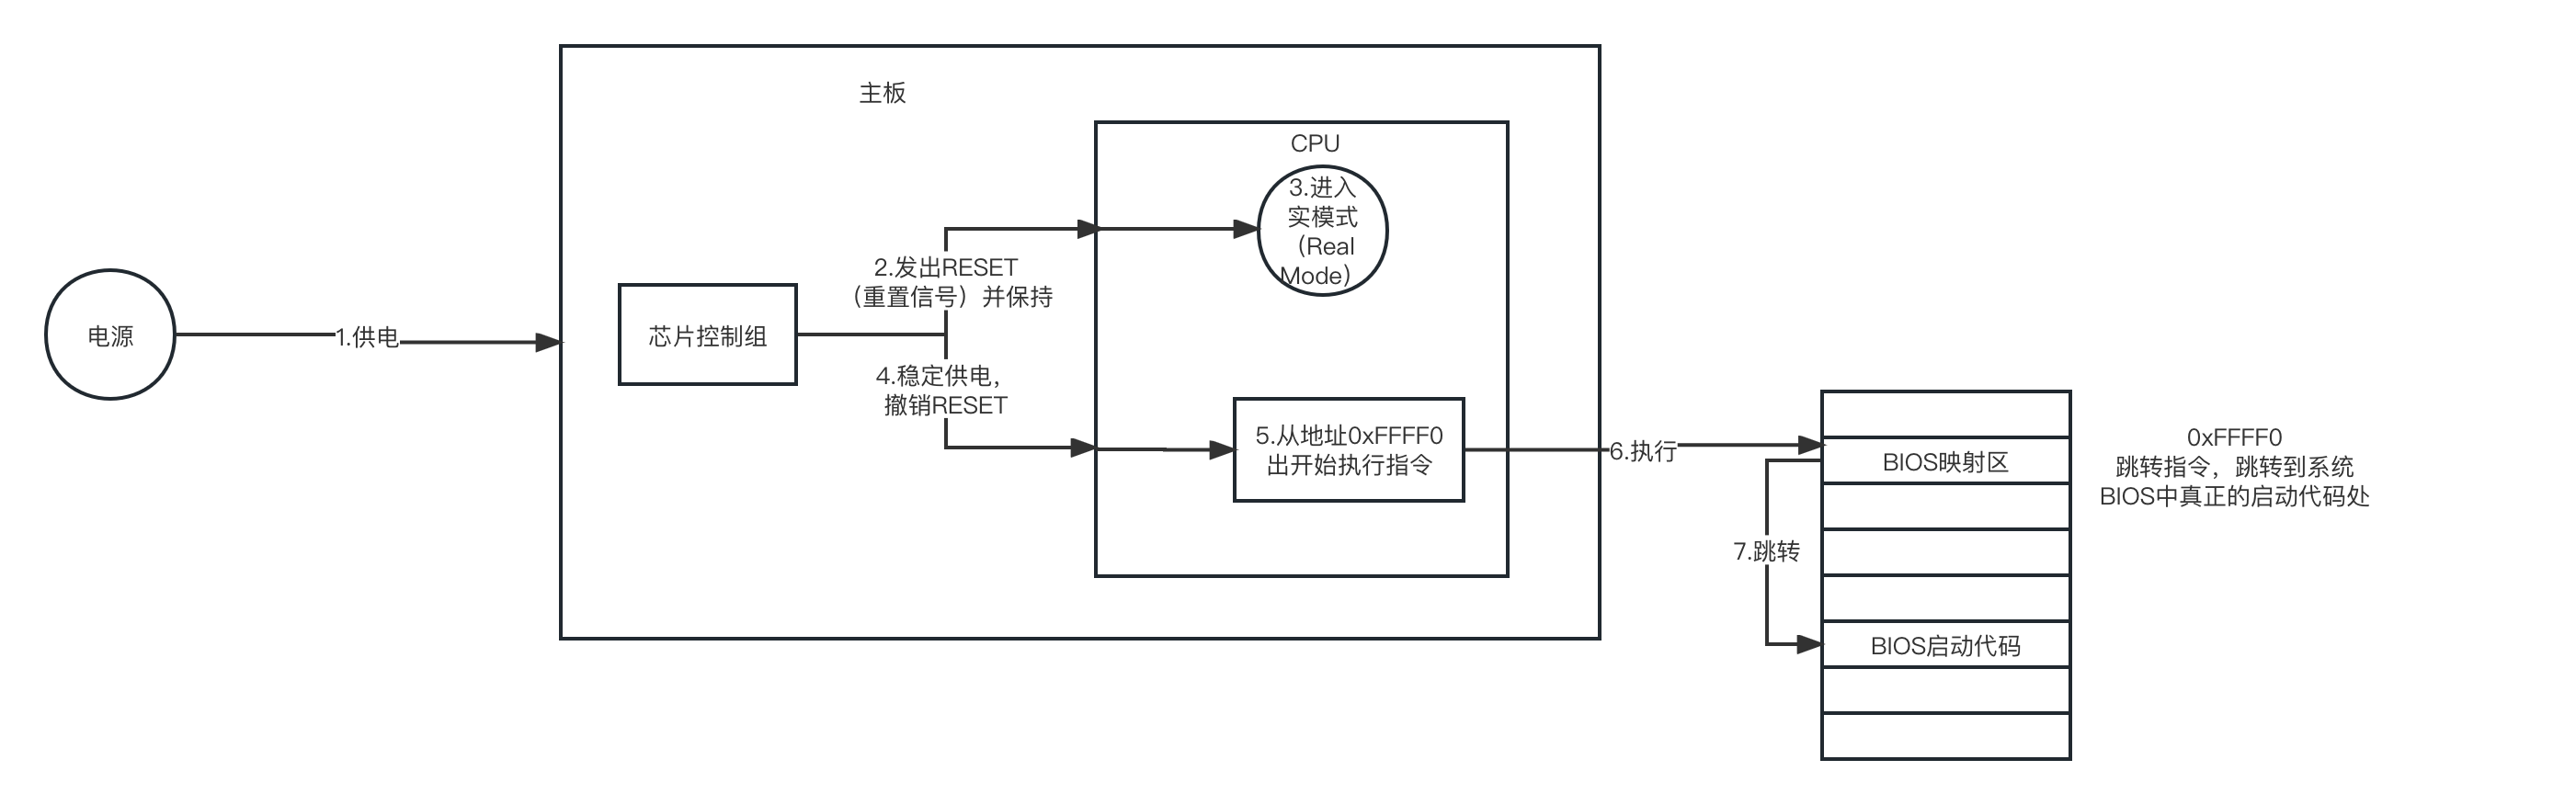 主板
CPU
3.进入
实模式
（Real
Mode）
2.发出RESET
（重置信号）并保持
电源
1.供电
芯片控制组
4.稳定供电，
撤销RESET
5.从地址0xFFFF0
出开始执行指令
6.执行
BIOS映射区
0xFFFF0
跳转指令，跳转到系统
BIOS中真正的启动代码处
7.跳转
BIOS启动代码